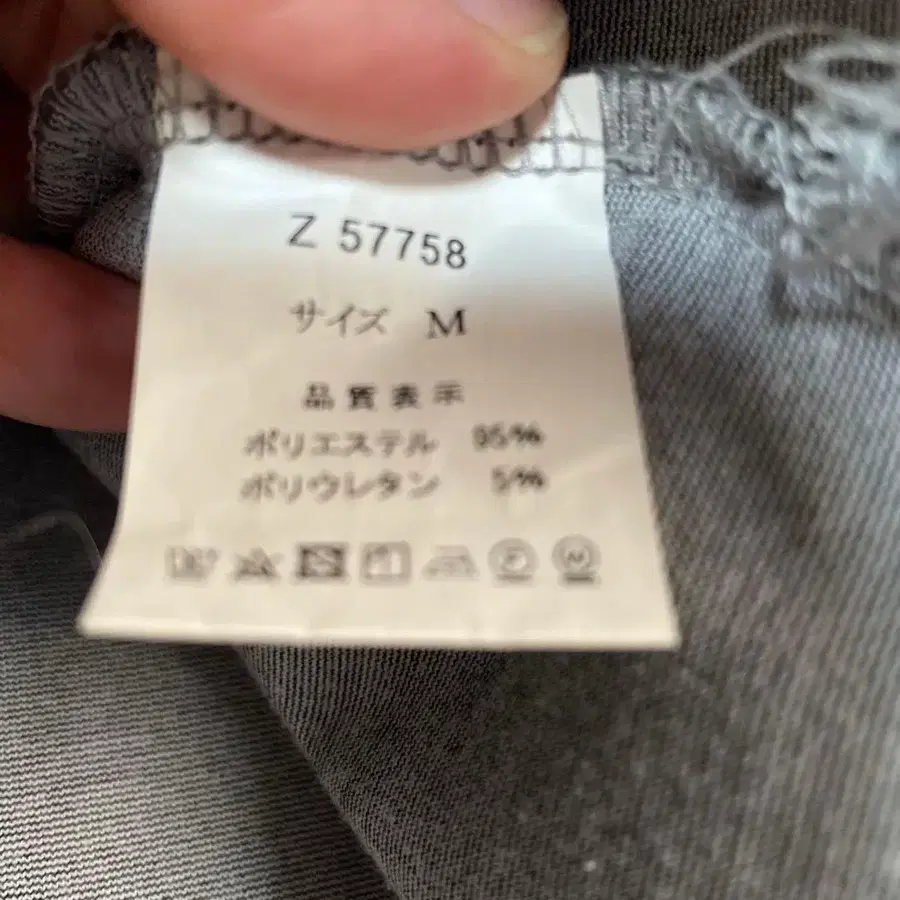 Z 57758
サイズ M
品質表示
ポリエステル 95%
ポリウレタン 5%